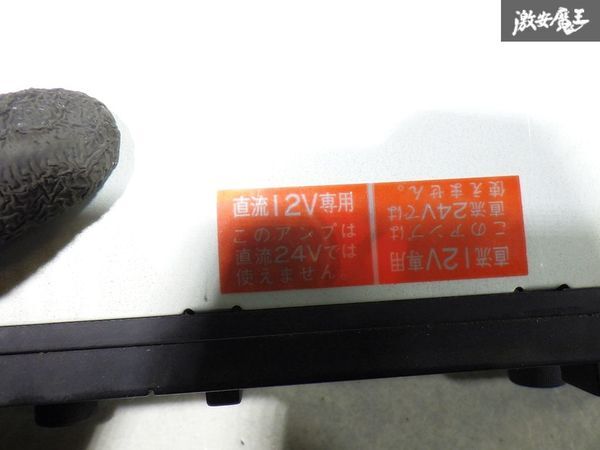 激安魔王
直流12V専用
このアンプは
直流24Vでは
使えません。
直流12V専用
このアンプは
直流24Vでは
使えません。